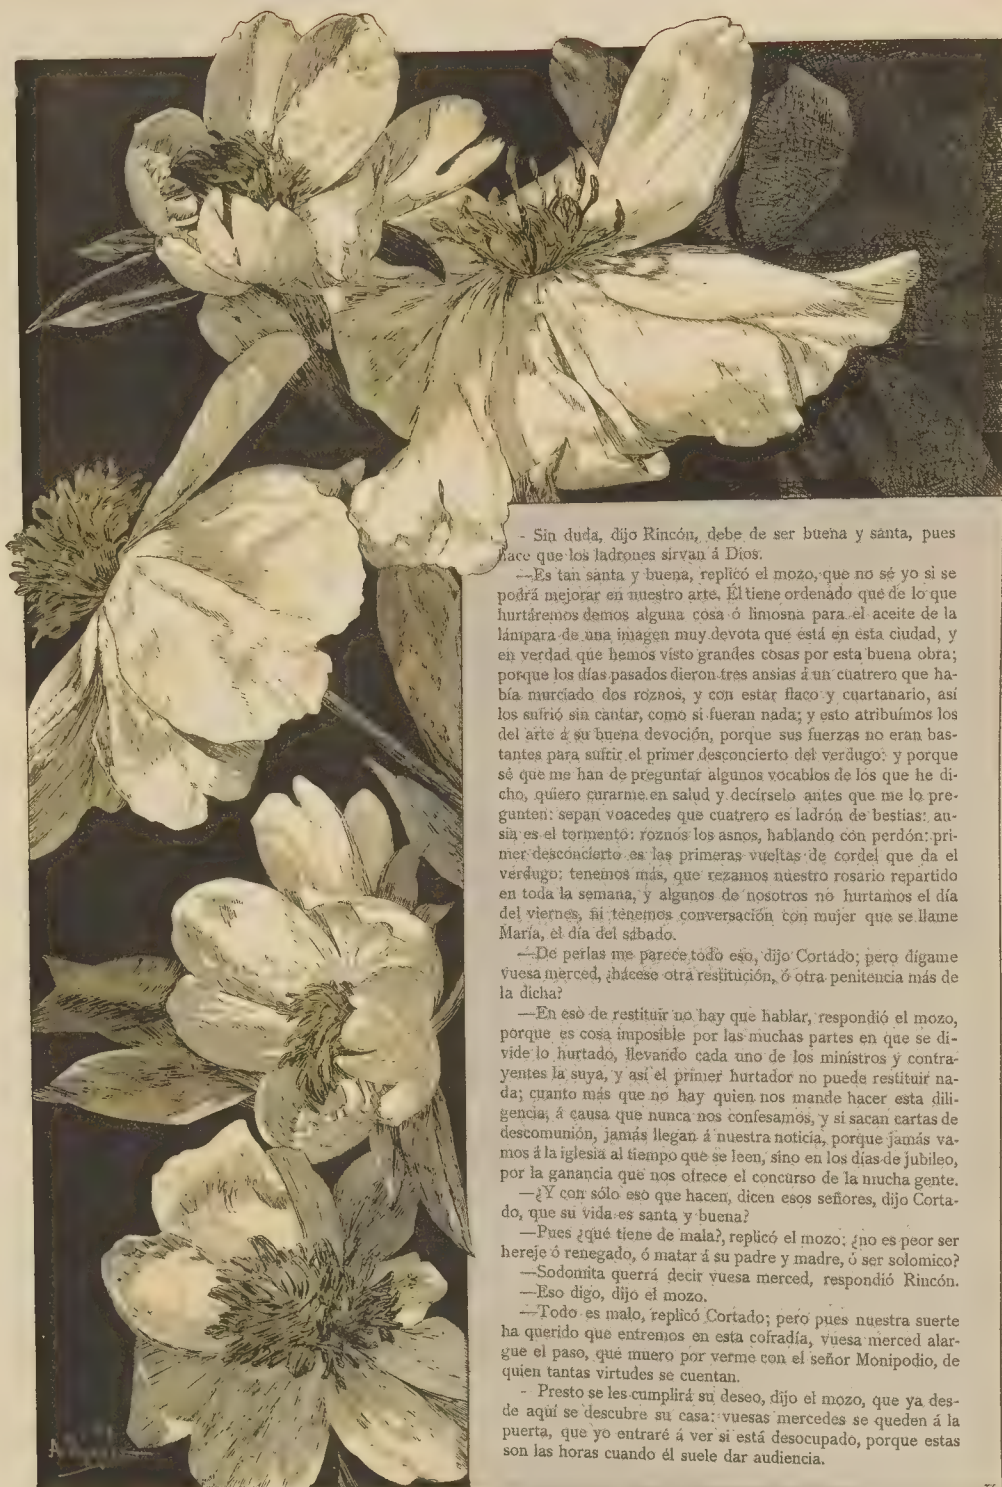 - Sin duda, dijo Rincón, debe de ser buena y santa, pues
hace que los ladrones sirvan á Dios.
—Es tan santa y buena, replicó el mozo, que no sé yo si se
podrá mejorar en nuestro arte. Él tiene ordenado que de lo que
hurtáremos demos alguna cosa ó limosna para el aceite de la
lámpara de una imagen muy devota que está en esta ciudad, y
en verdad que hemos visto grandes cosas por esta buena obra;
porque los días pasados dieron tres ansias á un cuatrero que ha-
bía murciado dos roznos, y con estar flaco y cuartanario, así
los sufrió sin cantar, como si fueran nada; y esto atribuímos los
del arte á su buena devoción, porque sus fuerzas no eran bas-
tantes para sufrir el primer desconcierto del verdugo: y porque
sé que me han de preguntar algunos vocablos de los que he di-
cho, quiero curarme en salud y decírselo antes que me lo pre-
gunten: sepan voacedes que cuatrero es ladrón de bestias: an-
sia es el tormento: roznos los asnos, hablando con perdón: pri-
mer desconcierto es las primeras vueltas de cordel que da el
verdugo; tenemos más, que rezamos nuestro rosario repartido
en toda la semana, y algunos de nosotros no hurtamos el día
del viernes, ni tenemos conversación con mujer que se llame
María, el día del sábado.
—De perlas me parece todo eso, dijo Cortado; pero dígame
vuesa merced, ¿hácese otra restitución, ó otra penitencia más de
la dicha?
—En eso de restituir no hay que hablar, respondió el mozo,
porque es cosa imposible por las muchas partes en que se di-
vide lo hurtado, llevando cada uno de los ministros y contra-
yentes la suya, y así el primer hurtador no puede restituir na-
da; cuanto más que no hay quien nos mande hacer esta dili-
gencia, á causa que nunca nos confesamos, y si sacan cartas de
descomunión, jamás llegan á nuestra noticia, porque jamás va-
mos á la iglesia al tiempo que se leen, sino en los días de jubileo,
por la ganancia que nos ofrece el concurso de la mucha gente.
—¿Y con sólo eso que hacen, dicen esos señores, dijo Corta-
do, que su vida es santa y buena?
—Pues ¿qué tiene de mala?, replicó el mozo; ¿no es peor ser
hereje ó renegado, ó matar á su padre y madre, ó ser solomico?
—Sodomita querrá decir vuesa merced, respondió Rincón.
—Eso digo, dijo el mozo.
—Todo es malo, replicó Cortado; pero pues nuestra suerte
ha querido que entremos en esta cofradía, vuesa merced alar-
gue el paso, que muero por verme con el señor Monipodio, de
quien tantas virtudes se cuentan.
- Presto se les cumplirá su deseo, dijo el mozo, que ya des-
de aquí se descubre su casa: vuesas mercedes se queden á la
puerta, que yo entraré á ver si está desocupado, porque estas
son las horas cuando él suele dar audiencia.